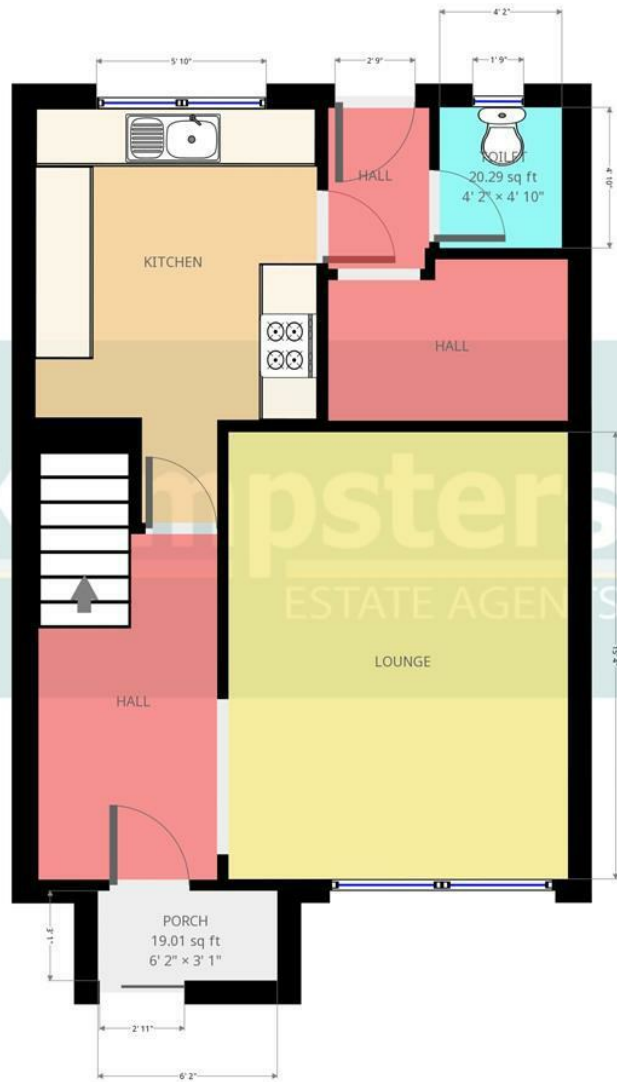 4' 2"
5' 10"
2' 9"
1' 9"
TOILET
20.29 sq ft
4' 2" × 4' 10"
4' 10"
HALL
KITCHEN
HALL
ESTATE AGENTS
LOUNGE
15' 4"
HALL
PORCH
19.01 sq ft
6' 2" × 3' 1"
3' 1"
2' 11"
6' 2"